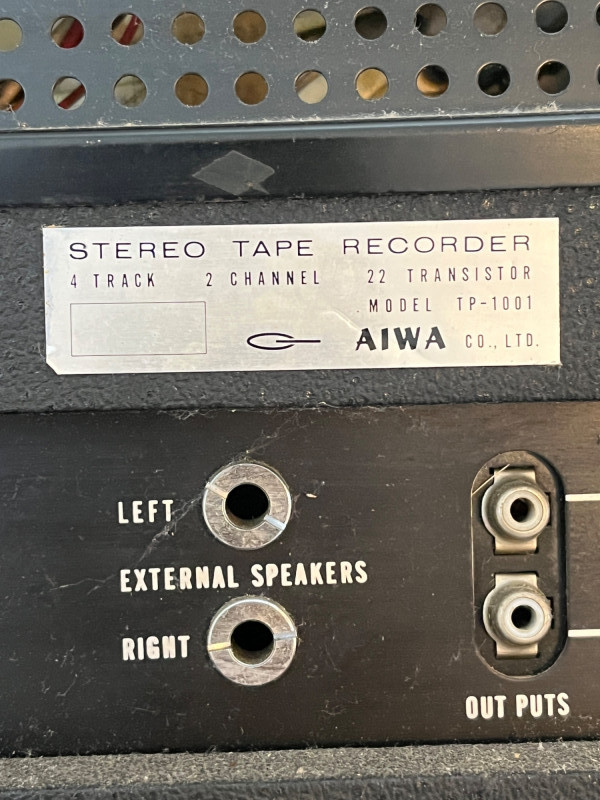 STEREO TAPE RECORDER
4 TRACK 2 CHANNEL 22 TRANSISTOR
MODEL TP-1001
AIWA CO., LTD.
LEFT
EXTERNAL SPEAKERS
RIGHT
OUT PUTS